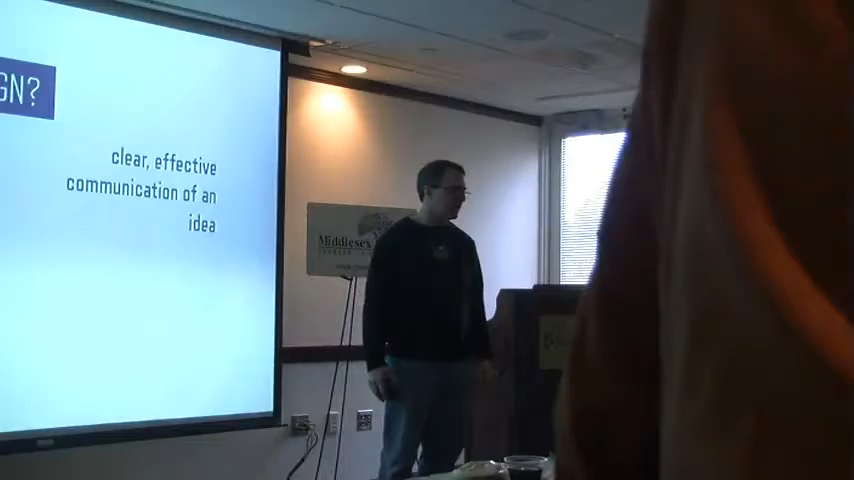 GN?
clear, effective
communication of an
idea
Middlesex